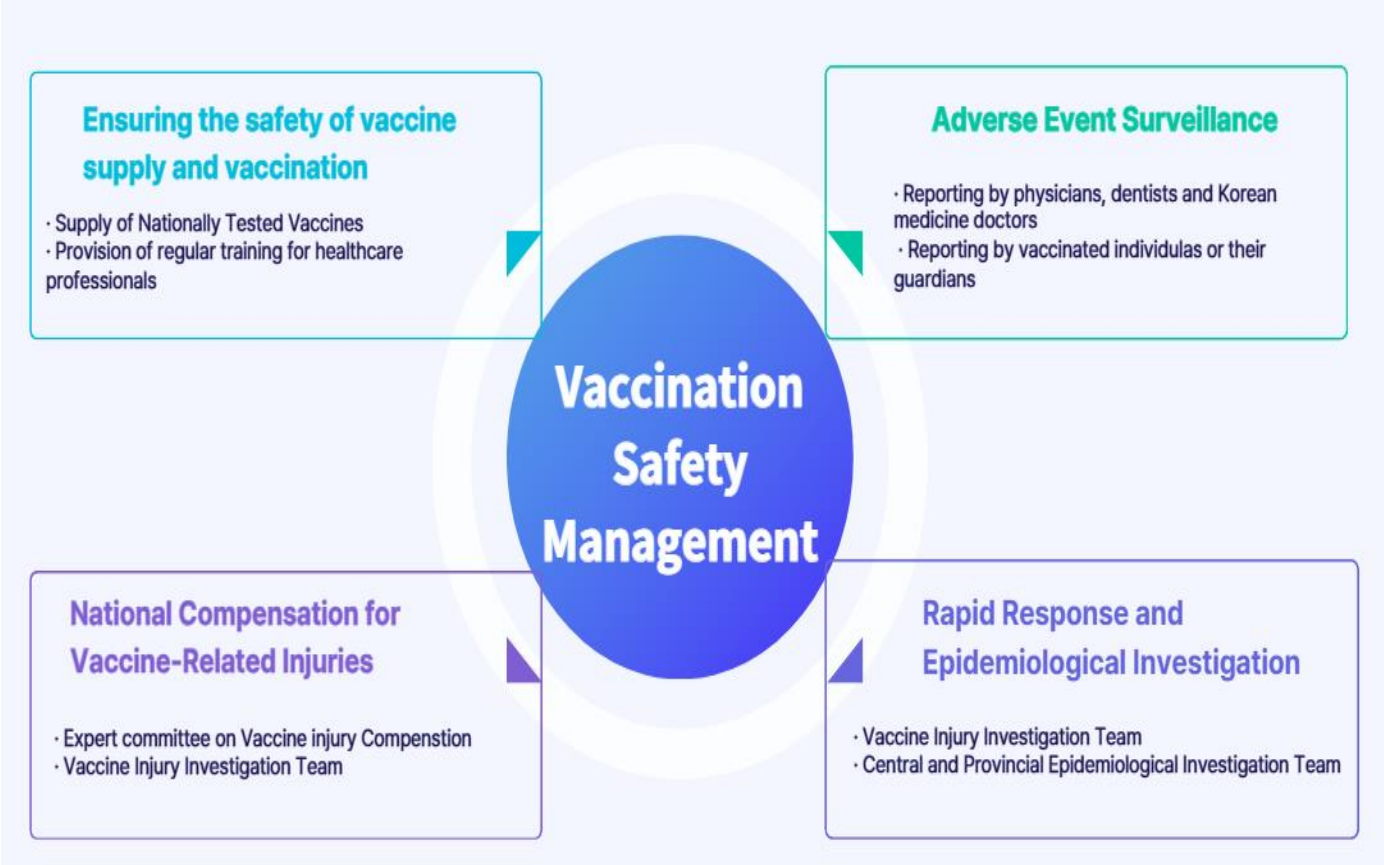 Ensuring the safety of vaccine
supply and vaccination
· Supply of Nationally Tested Vaccines
· Provision of regular training for healthcare
professionals
Adverse Event Surveillance
· Reporting by physicians, dentists and Korean
medicine doctors
· Reporting by vaccinated individulas or their
guardians
Vaccination
Safety
Management
National Compensation for
Vaccine-Related Injuries
· Expert committee on Vaccine injury Compenstion
· Vaccine Injury Investigation Team
Rapid Response and
Epidemiological Investigation
· Vaccine Injury Investigation Team
· Central and Provincial Epidemiological Investigation Team